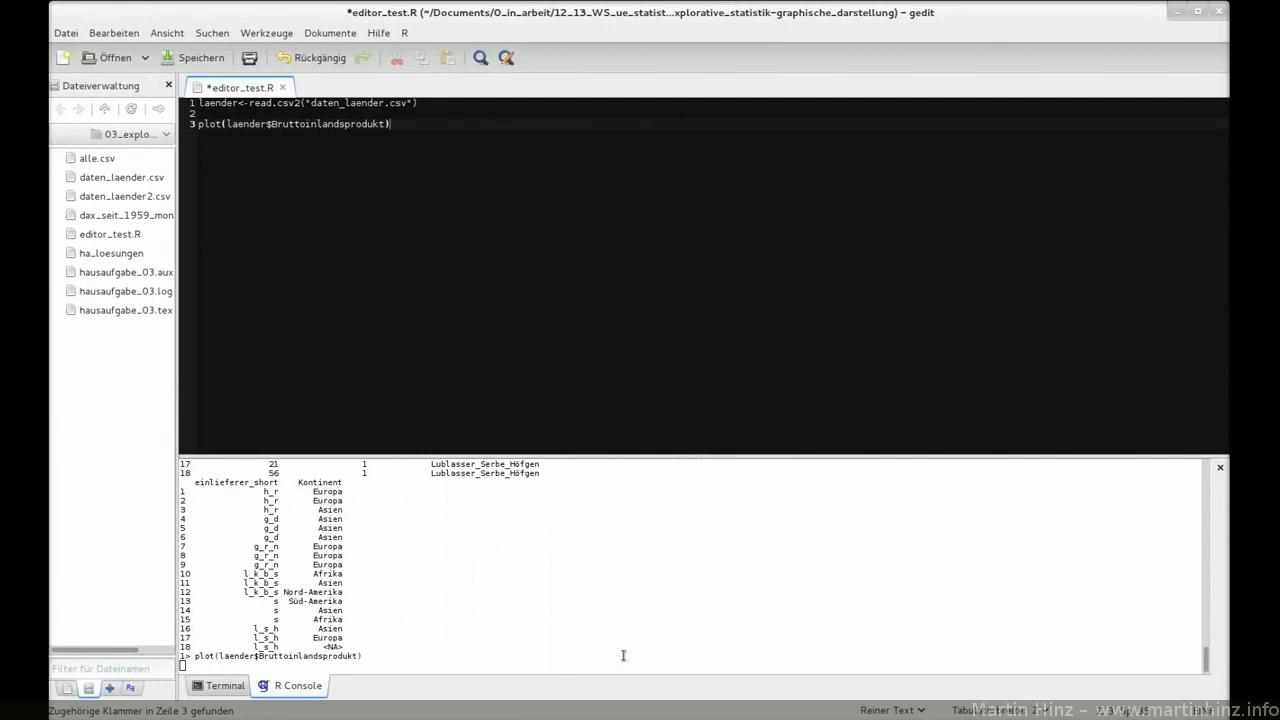 *editor_test.R (~/Documents/0_in_arbeit/12_13_WS_ue_statist...xplorative_statistik-graphische_darstellung) - gedit
Datei Bearbeiten Ansicht Suchen Werkzeuge Dokumente Hilfe R
Öffnen Speichern Rückgängig
Dateiverwaltung
*editor_test.R
03_explo...
alle.csv
daten_laender.csv
daten_laender2.csv
dax_seit_1959_mon
editor_test.R
ha_loesungen
hausaufgabe_03.aux
hausaufgabe_03.log
hausaufgabe_03.tex
Filter für Dateinamen
1 laender<-read.csv2("daten_laender.csv")
2
3 plot(laender$Bruttoinlandsprodukt)
17 21 1 Lublasser_Serbe_Höfgen
18 56 1 Lublasser_Serbe_Höfgen
einlieferer_short Kontinent
1 h_r Europa
2 h_r Europa
3 h_r Asien
4 g_d Asien
5 g_d Asien
6 g_d Asien
7 g_r_n Europa
8 g_r_n Europa
9 g_r_n Europa
10 l_k_b_s Afrika
11 l_k_b_s Asien
12 l_k_b_s Nord-Amerika
13 s Süd-Amerika
14 s Asien
15 s Afrika
16 l_s_h Asien
17 l_s_h Europa
18 l_s_h <NA>
1> plot(laender$Bruttoinlandsprodukt)
Terminal R Console
Zugehörige Klammer in Zeile 3 gefunden
Reiner Text
Martin Hinz - www.martinhinz.info